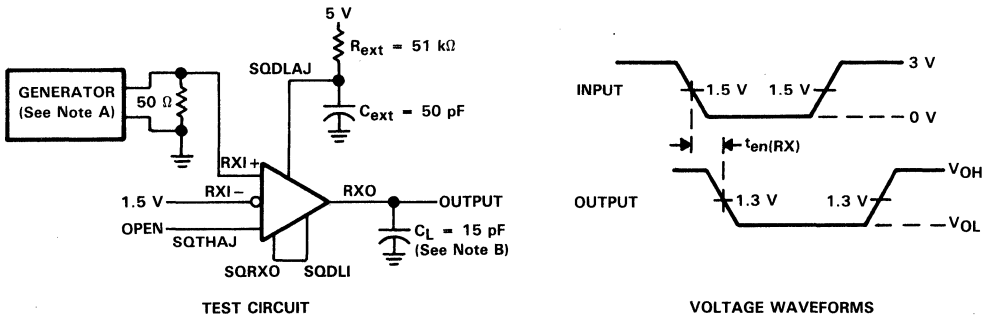 5 V
R_ext = 51 kΩ
SQDLAJ
C_ext = 50 pF
GENERATOR
(See Note A)
50 Ω
RXI+
1.5 V
RXI−
RXO
OUTPUT
OPEN
SQTHAJ
C_L = 15 pF
(See Note B)
SQRXO
SQDLI
TEST CIRCUIT
3 V
INPUT
1.5 V
1.5 V
0 V
t_en(RX)
V_OH
OUTPUT
1.3 V
1.3 V
V_OL
VOLTAGE WAVEFORMS